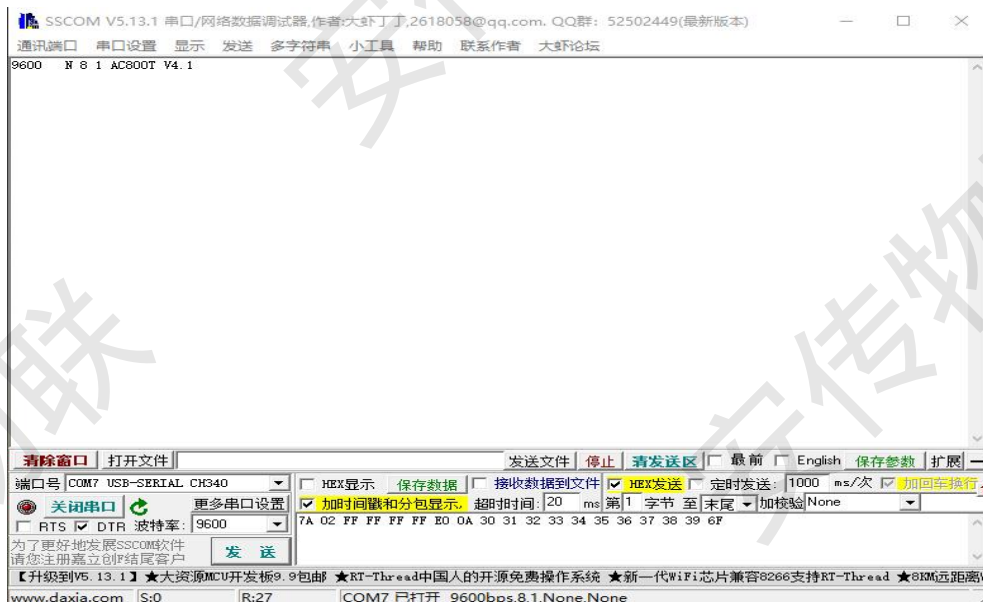 SSCOM V5.13.1 串口/网络数据调试器,作者:大虾丁丁,2618058@qq.com. QQ群：52502449(最新版本)
通讯端口 串口设置 显示 发送 多字符串 小工具 帮助 联系作者 大虾论坛
9600 N 8 1 AC800T V4.1
清除窗口 打开文件 发送文件 停止 清发送区 最前 English 保存参数 扩展
端口号 COM7 USB-SERIAL CH340 HEX显示 保存数据 接收数据到文件 HEX发送 定时发送: 1000 ms/次 加回车换行
关闭串口 更多串口设置 加时间戳和分包显示, 超时时间: 20 ms 第1 字节 至 末尾 加校验 None
RTS DTR 波特率: 9600 7A 02 FF FF FF FF E0 0A 30 31 32 33 34 35 36 37 38 39 6F
为了更好地发展SSCOM软件
请您注册嘉立创F结尾客户
发 送
【升级到V5.13.1】★大资源MCU开发板9.9包邮 ★RT-Thread中国人的开源免费操作系统 ★新一代WiFi芯片兼容8266支持RT-Thread ★8KM远距离
www.daxia.com S:0 R:27 COM7 已打开 9600bps,8,1,None,None
安传物联